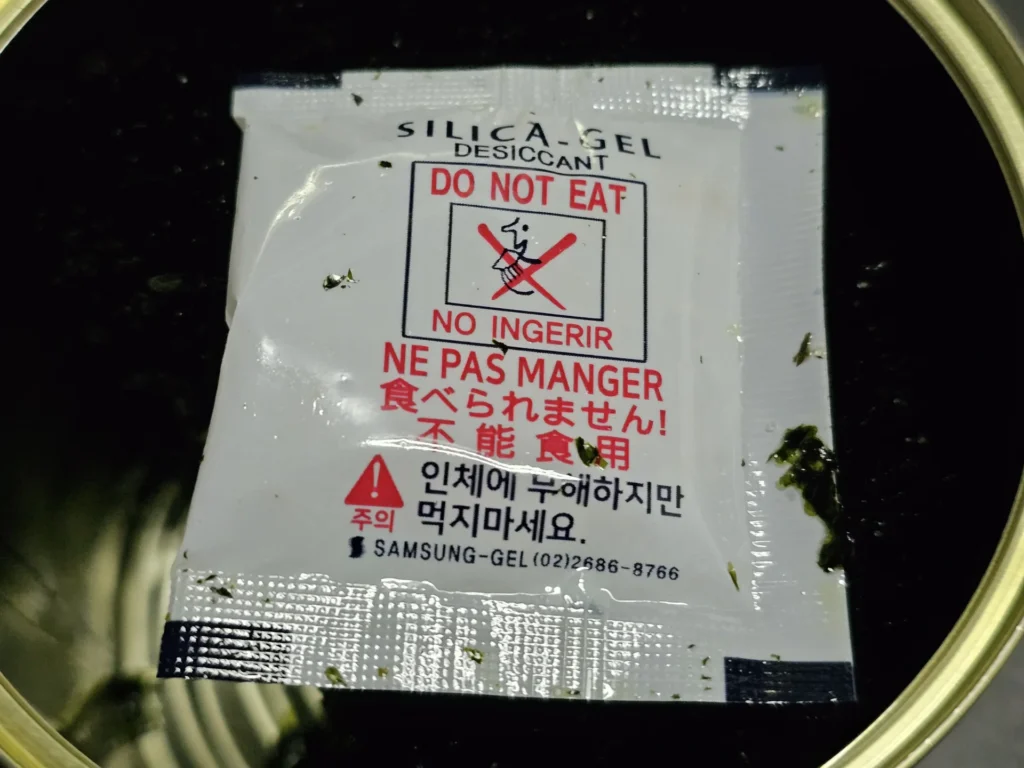 SILICA-GEL
DESICCANT
DO NOT EAT
NO INGERIR
NE PAS MANGER
食べられません!
不能食用
주의
인체에 무해하지만
먹지마세요.
SAMSUNG-GEL(02)2686-8766